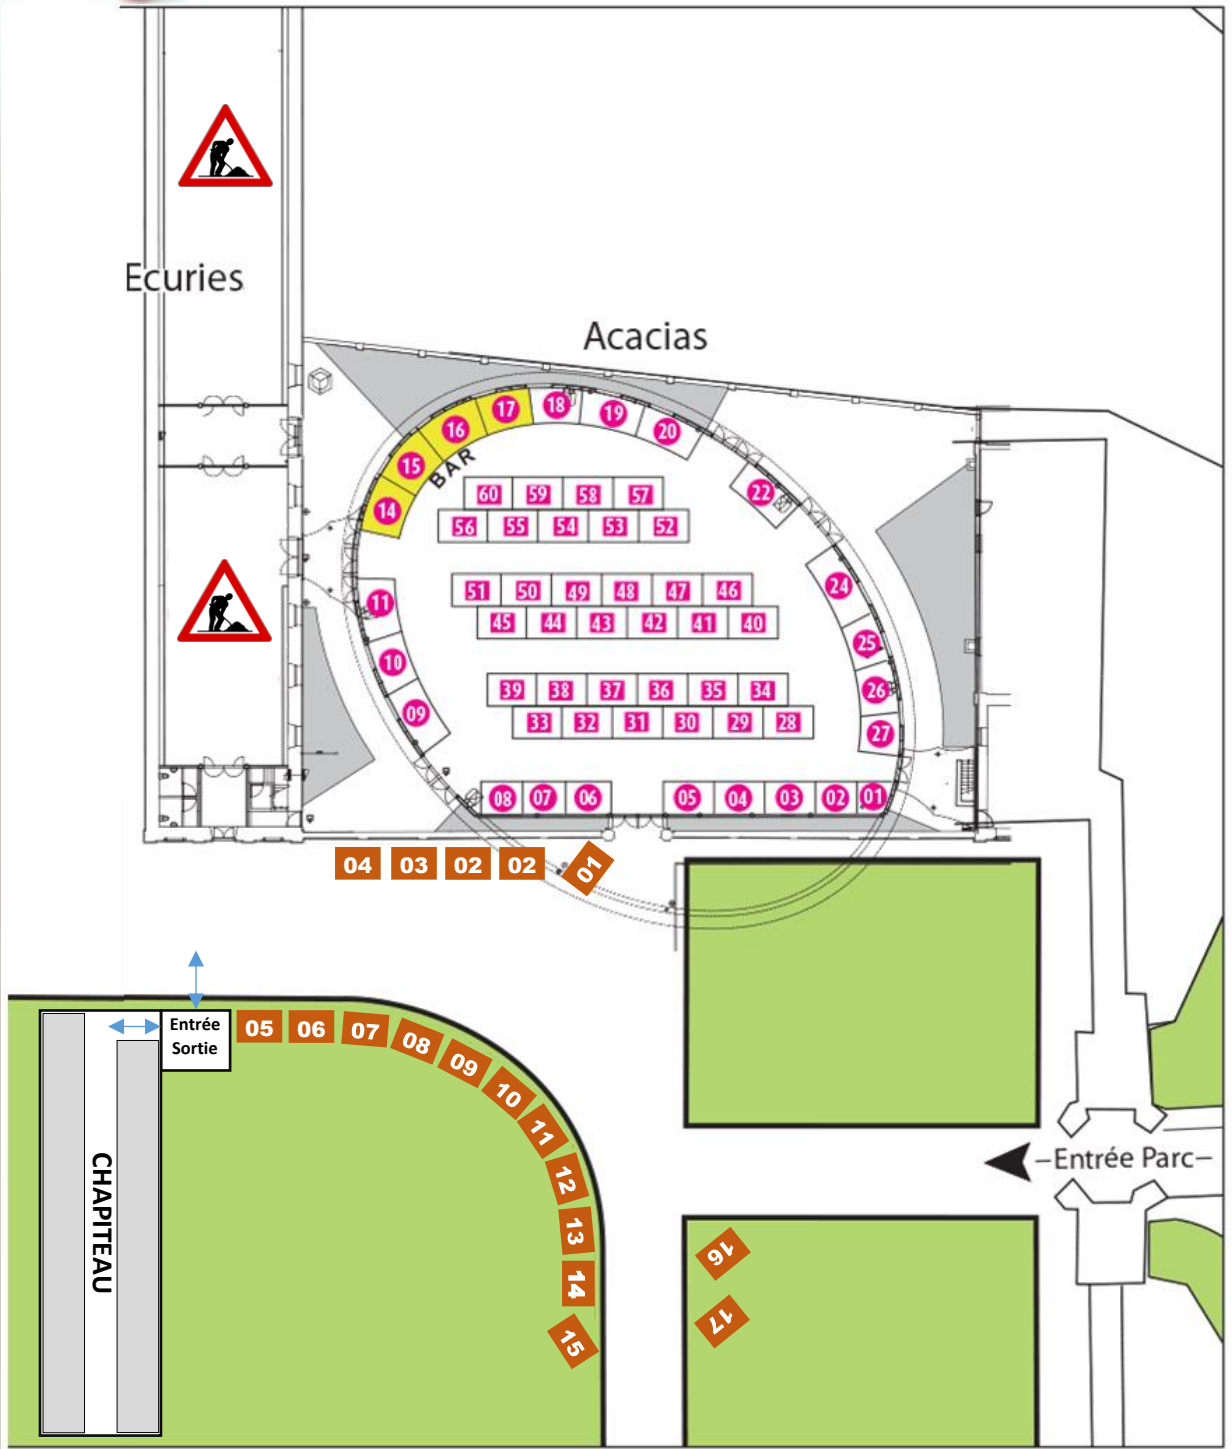 Ecuries
Acacias
17
18
19
16
20
15
BAR
14
22
60 59 58 57
56 55 54 53 52
24
51 50 49 48 47 46
11
45 44 43 42 41 40
25
10
39 38 37 36 35 34
26
09
33 32 31 30 29 28
27
08 07 06 05 04 03 02 01
04 03 02 02 01
Entrée
Sortie
05 06 07 08 09 10 11 12 13 14 15
CHAPITEAU
Entrée Parc
16
17